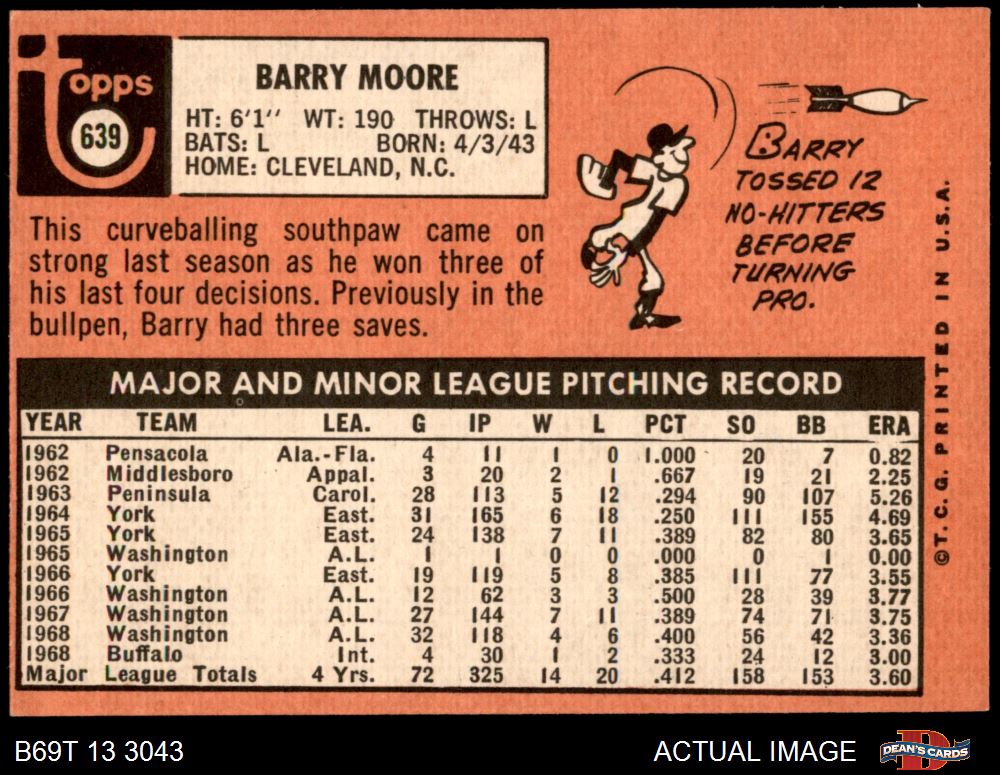 Topps
639
BARRY MOORE
HT: 6'1'' WT: 190 THROWS: L
BATS: L BORN: 4/3/43
HOME: CLEVELAND, N.C.
This curveballing southpaw came on
strong last season as he won three of
his last four decisions. Previously in the
bullpen, Barry had three saves.
BARRY
TOSSED 12
NO-HITTERS
BEFORE
TURNING
PRO.
©T.C.G. PRINTED IN U.S.A.
MAJOR AND MINOR LEAGUE PITCHING RECORD
YEAR TEAM LEA. G IP W L PCT SO BB ERA
1962 Pensacola Ala.-Fla. 4 11 1 0 1.000 20 7 0.82
1962 Middlesboro Appal. 3 20 2 1 .667 19 21 2.25
1963 Peninsula Carol. 28 113 5 12 .294 90 107 5.26
1964 York East. 31 165 6 18 .250 111 155 4.69
1965 York East. 24 138 7 11 .389 82 80 3.65
1965 Washington A.L. 1 1 0 0 .000 0 1 0.00
1966 York East. 19 119 5 8 .385 111 77 3.55
1966 Washington A.L. 12 62 3 3 .500 28 39 3.77
1967 Washington A.L. 27 144 7 11 .389 74 71 3.75
1968 Washington A.L. 32 118 4 6 .400 56 42 3.36
1968 Buffalo Int. 4 30 1 2 .333 24 12 3.00
Major League Totals 4 Yrs. 72 325 14 20 .412 158 153 3.60
B69T 13 3043
ACTUAL IMAGE
D
DEAN'S CARDS